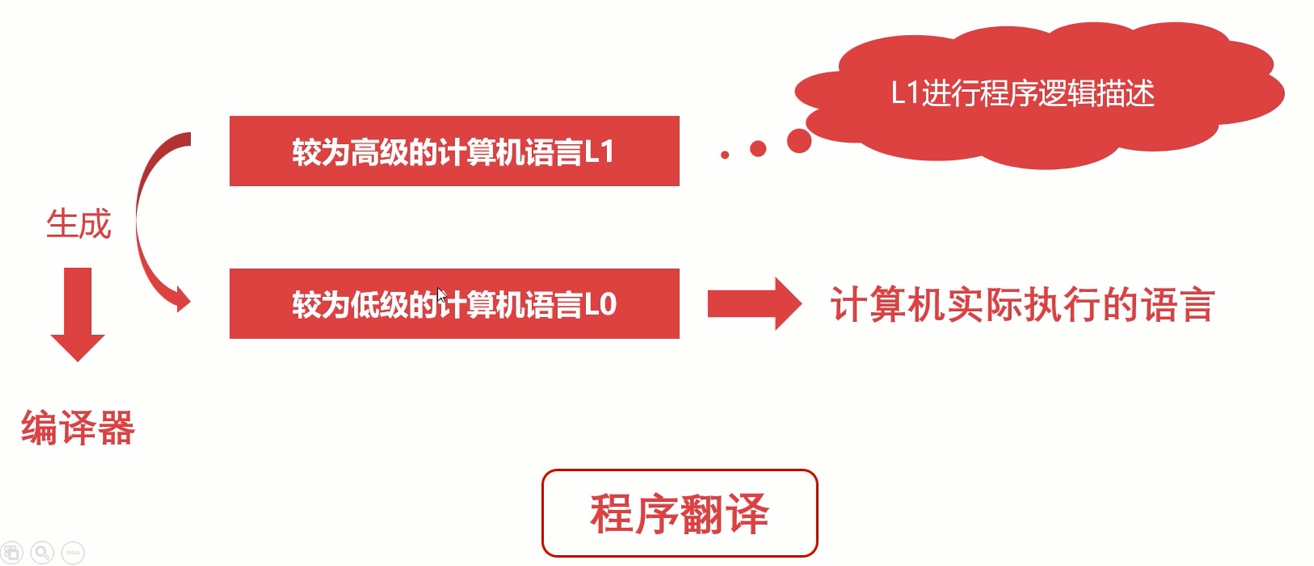 L1进行程序逻辑描述
较为高级的计算机语言L1
生成
较为低级的计算机语言L0
计算机实际执行的语言
编译器
程序翻译